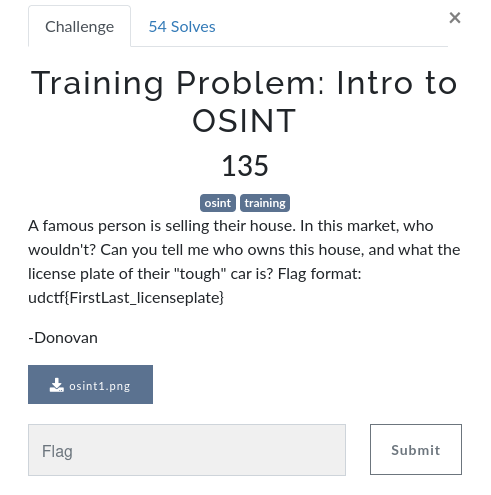 Challenge
54 Solves
×
Training Problem: Intro to
OSINT
135
osint training
A famous person is selling their house. In this market, who
wouldn't? Can you tell me who owns this house, and what the
license plate of their "tough" car is? Flag format:
udctf{FirstLast_licenseplate}
-Donovan
osint1.png
Flag
Submit